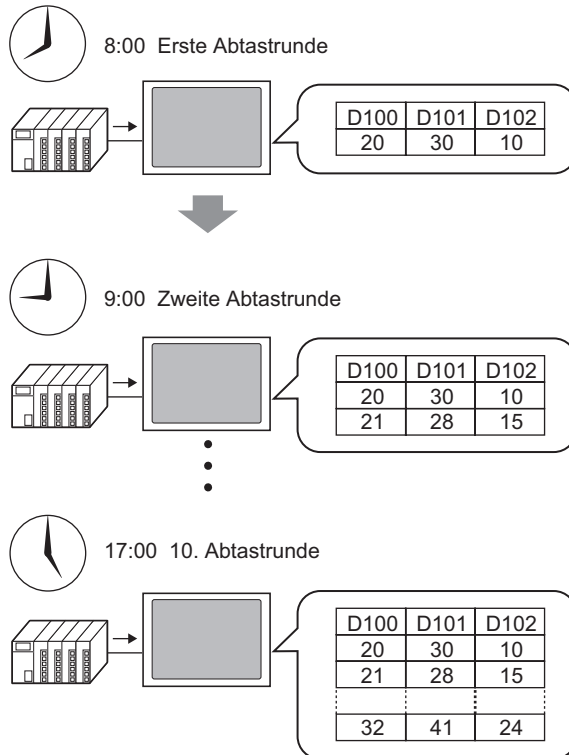 8:00 Erste Abtastrunde
D100 D101 D102
20 30 10
9:00 Zweite Abtastrunde
D100 D101 D102
20 30 10
21 28 15
17:00 10. Abtastrunde
D100 D101 D102
20 30 10
21 28 15
32 41 24